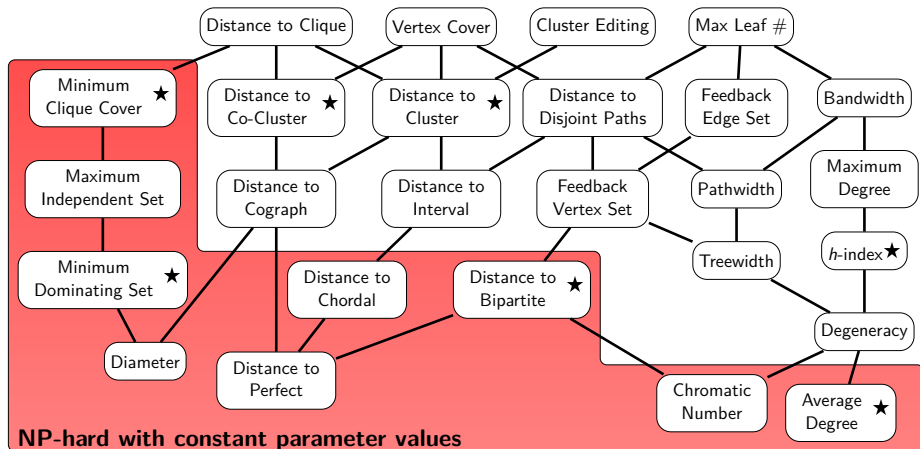 Distance to Clique
Vertex Cover
Cluster Editing
Max Leaf #
Minimum
Clique Cover ★
Distance to
Co-Cluster ★
Distance to
Cluster ★
Distance to
Disjoint Paths
Feedback
Edge Set
Bandwidth
Maximum
Independent Set
Distance to
Cograph
Distance to
Interval
Feedback
Vertex Set
Pathwidth
Maximum
Degree
Minimum
Dominating Set ★
Distance to
Chordal
Distance to
Bipartite ★
Treewidth
h-index ★
Diameter
Distance to
Perfect
Degeneracy
Chromatic
Number
Average
Degree ★
NP-hard with constant parameter values